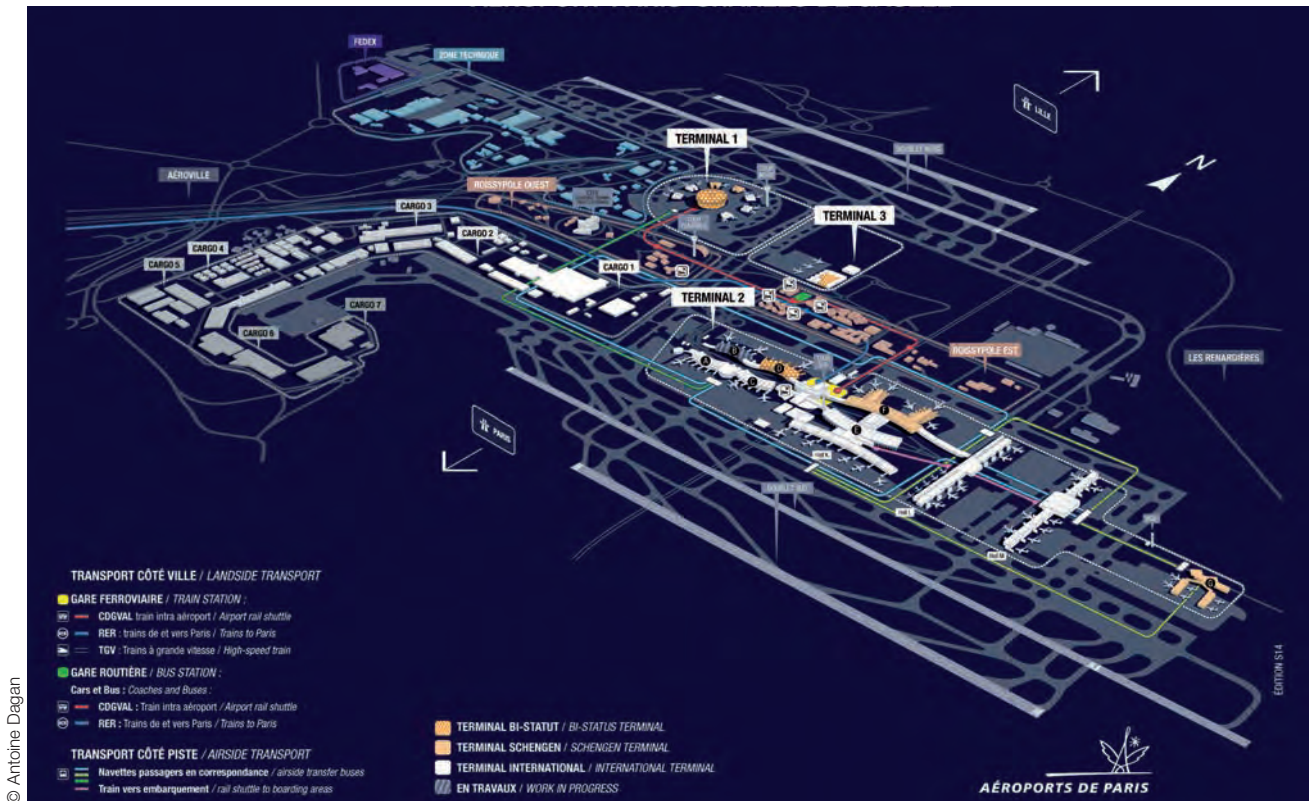 FEDEX
ZONE TECHNIQUE
LILLE
TERMINAL 1
N
AÉROVILLE
ROISSYPOLE OUEST
CARGO 3
TERMINAL 3
CARGO 4
CARGO 2
CARGO 5
CARGO 1
TERMINAL 2
CARGO 7
CARGO 6
B
A
D
C
ROISSYPOLE EST
LES RENARDIÈRES
F
E
PARIS
Hall K
DOUBLET SUD
Hall L
Hall M
G
TRANSPORT CÔTÉ VILLE / LANDSIDE TRANSPORT
GARE FERROVIAIRE / TRAIN STATION :
CDGVAL train intra aéroport / Airport rail shuttle
RER : trains de et vers Paris / Trains to Paris
TGV : Trains à grande vitesse / High-speed train
GARE ROUTIÈRE / BUS STATION :
Cars et Bus : Coaches and Buses :
CDGVAL : Train intra aéroport / Airport rail shuttle
RER : Trains de et vers Paris / Trains to Paris
TRANSPORT CÔTÉ PISTE / AIRSIDE TRANSPORT
Navettes passagers en correspondance / airside transfer buses
Train vers embarquement / rail shuttle to boarding areas
TERMINAL BI-STATUT / BI-STATUS TERMINAL
TERMINAL SCHENGEN / SCHENGEN TERMINAL
TERMINAL INTERNATIONAL / INTERNATIONAL TERMINAL
EN TRAVAUX / WORK IN PROGRESS
AÉROPORTS DE PARIS
ÉDITION S14
© Antoine Dagan